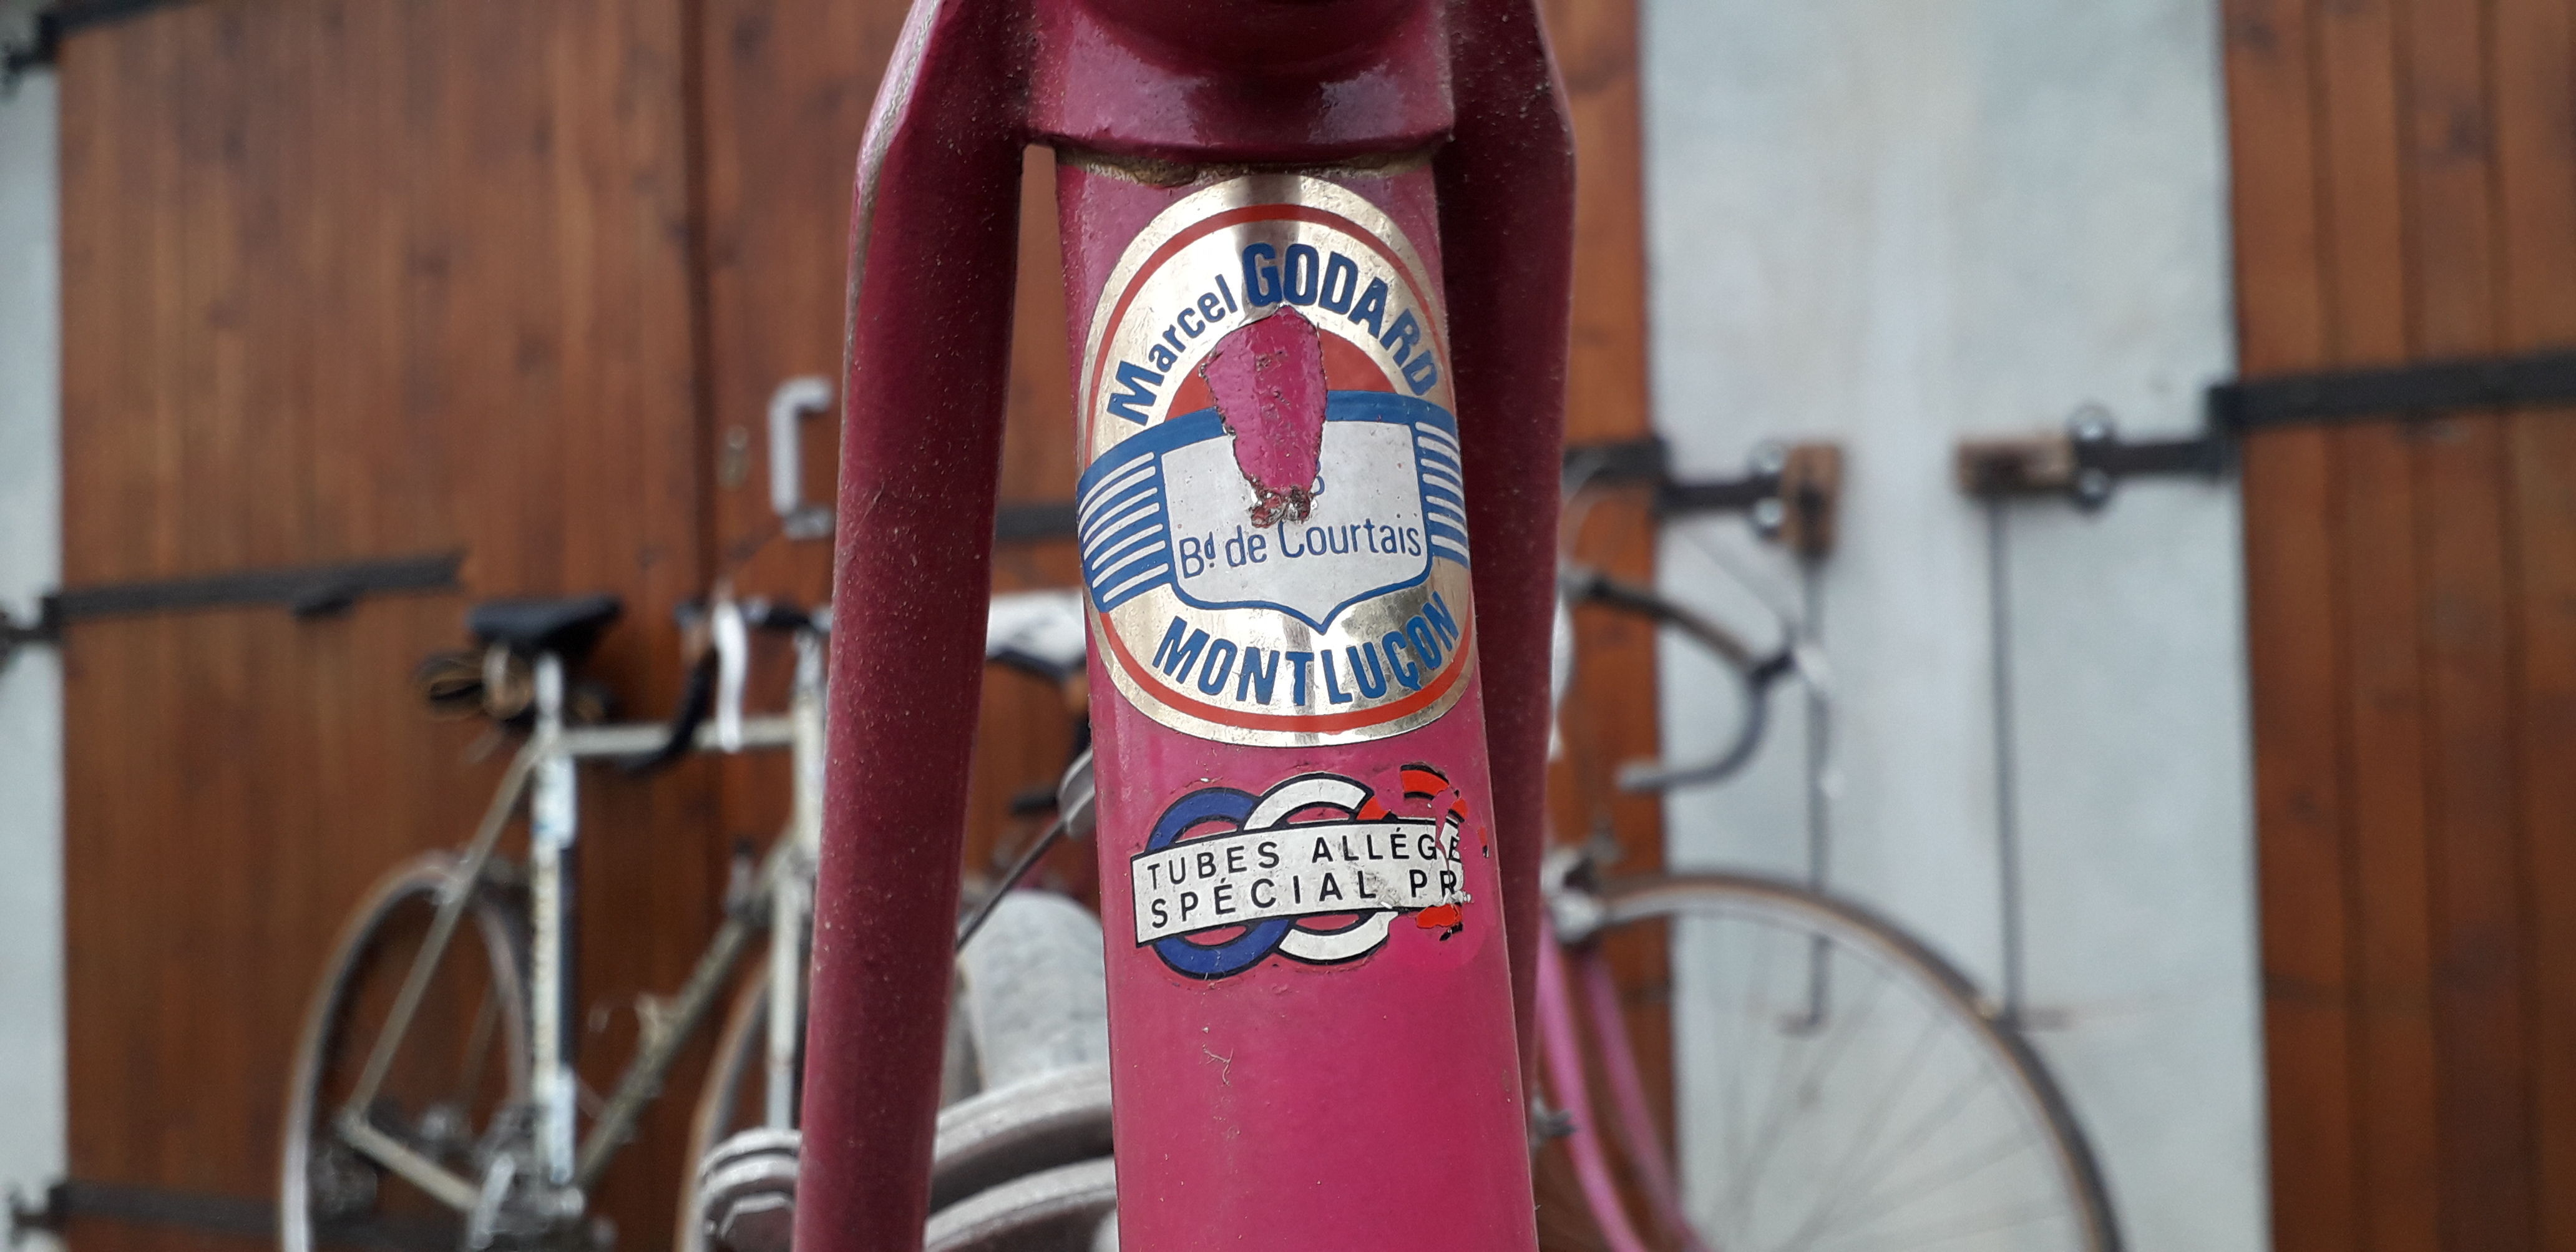 Marcel GODARD
Bd de Courtais
MONTLUÇON
TUBES ALLÉGÉ
SPÉCIAL PR